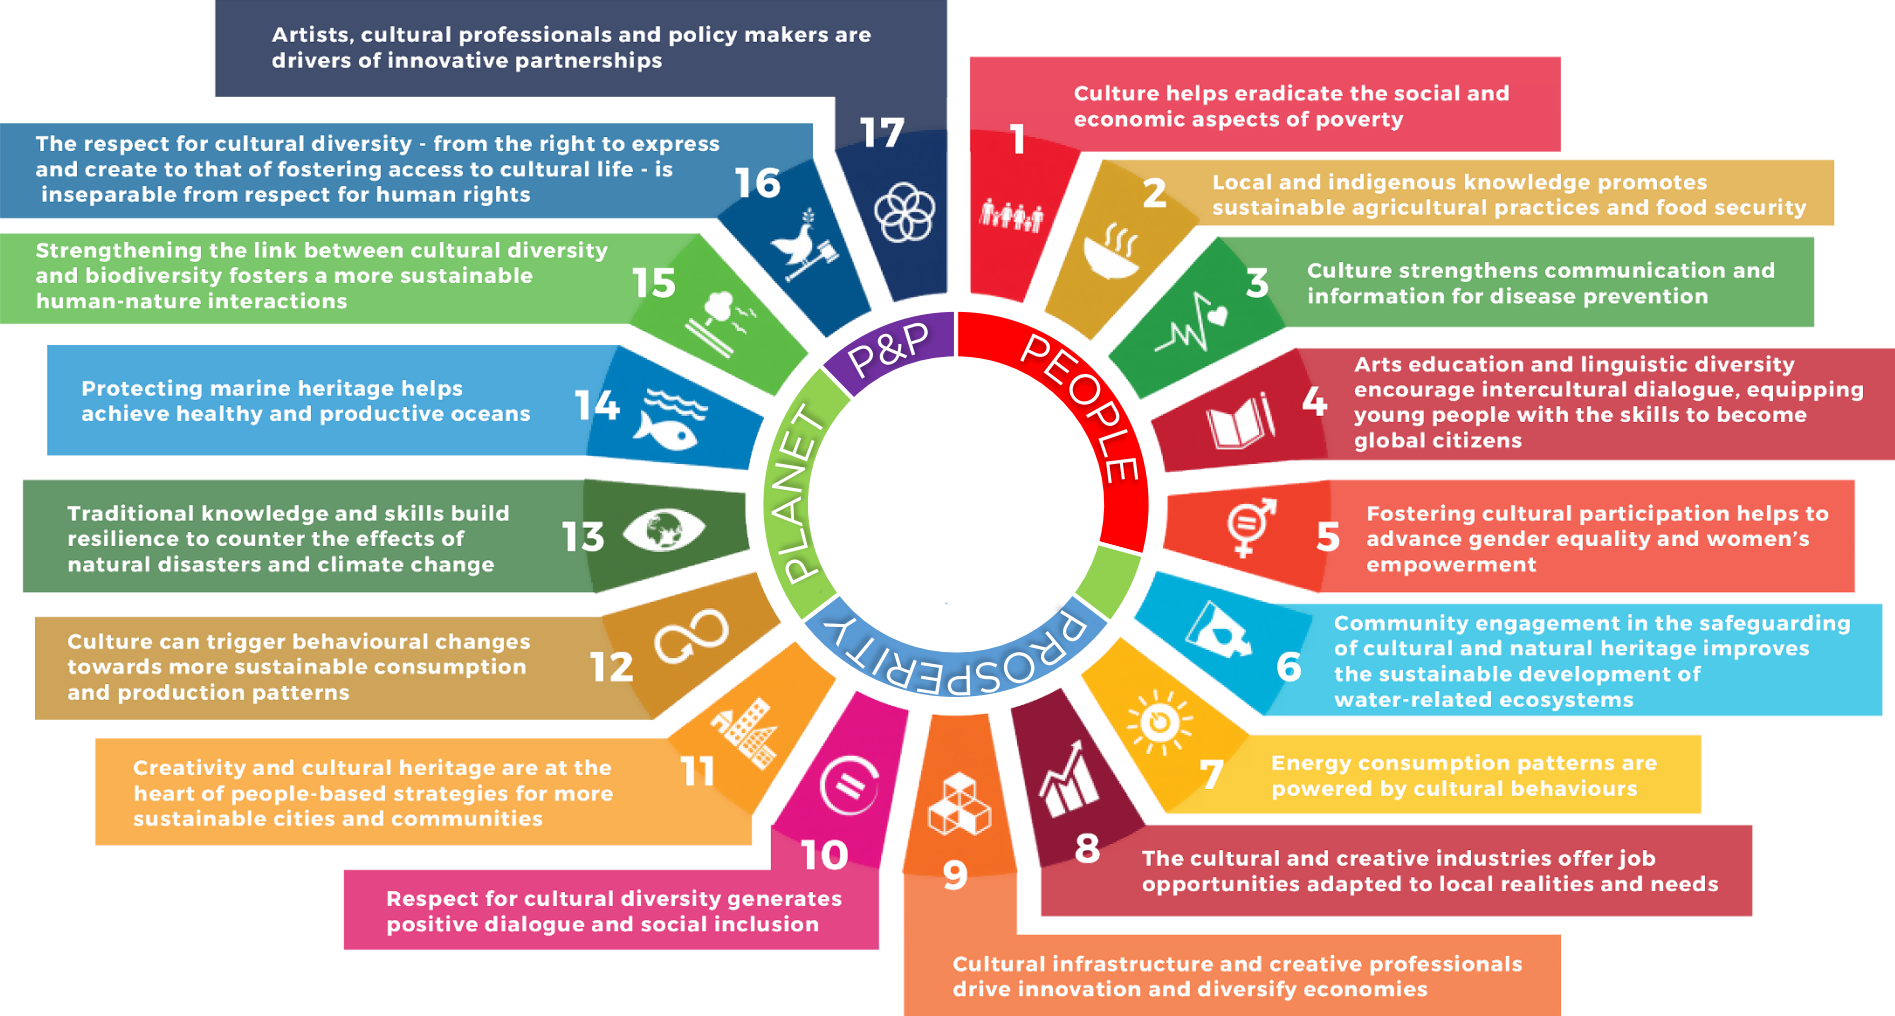 Artists, cultural professionals and policy makers are
drivers of innovative partnerships
17
1
Culture helps eradicate the social and
economic aspects of poverty
The respect for cultural diversity - from the right to express
and create to that of fostering access to cultural life - is
inseparable from respect for human rights
16
2
Local and indigenous knowledge promotes
sustainable agricultural practices and food security
Strengthening the link between cultural diversity
and biodiversity fosters a more sustainable
human-nature interactions
15
3
Culture strengthens communication and
information for disease prevention
P&P
PEOPLE
PLANET
PROSPERITY
Protecting marine heritage helps
achieve healthy and productive oceans
14
4
Arts education and linguistic diversity
encourage intercultural dialogue, equipping
young people with the skills to become
global citizens
Traditional knowledge and skills build
resilience to counter the effects of
natural disasters and climate change
13
5
Fostering cultural participation helps to
advance gender equality and women's
empowerment
Culture can trigger behavioural changes
towards more sustainable consumption
and production patterns
12
6
Community engagement in the safeguarding
of cultural and natural heritage improves
the sustainable development of
water-related ecosystems
Creativity and cultural heritage are at the
heart of people-based strategies for more
sustainable cities and communities
11
7
Energy consumption patterns are
powered by cultural behaviours
10
Respect for cultural diversity generates
positive dialogue and social inclusion
9
8
The cultural and creative industries offer job
opportunities adapted to local realities and needs
Cultural infrastructure and creative professionals
drive innovation and diversify economies